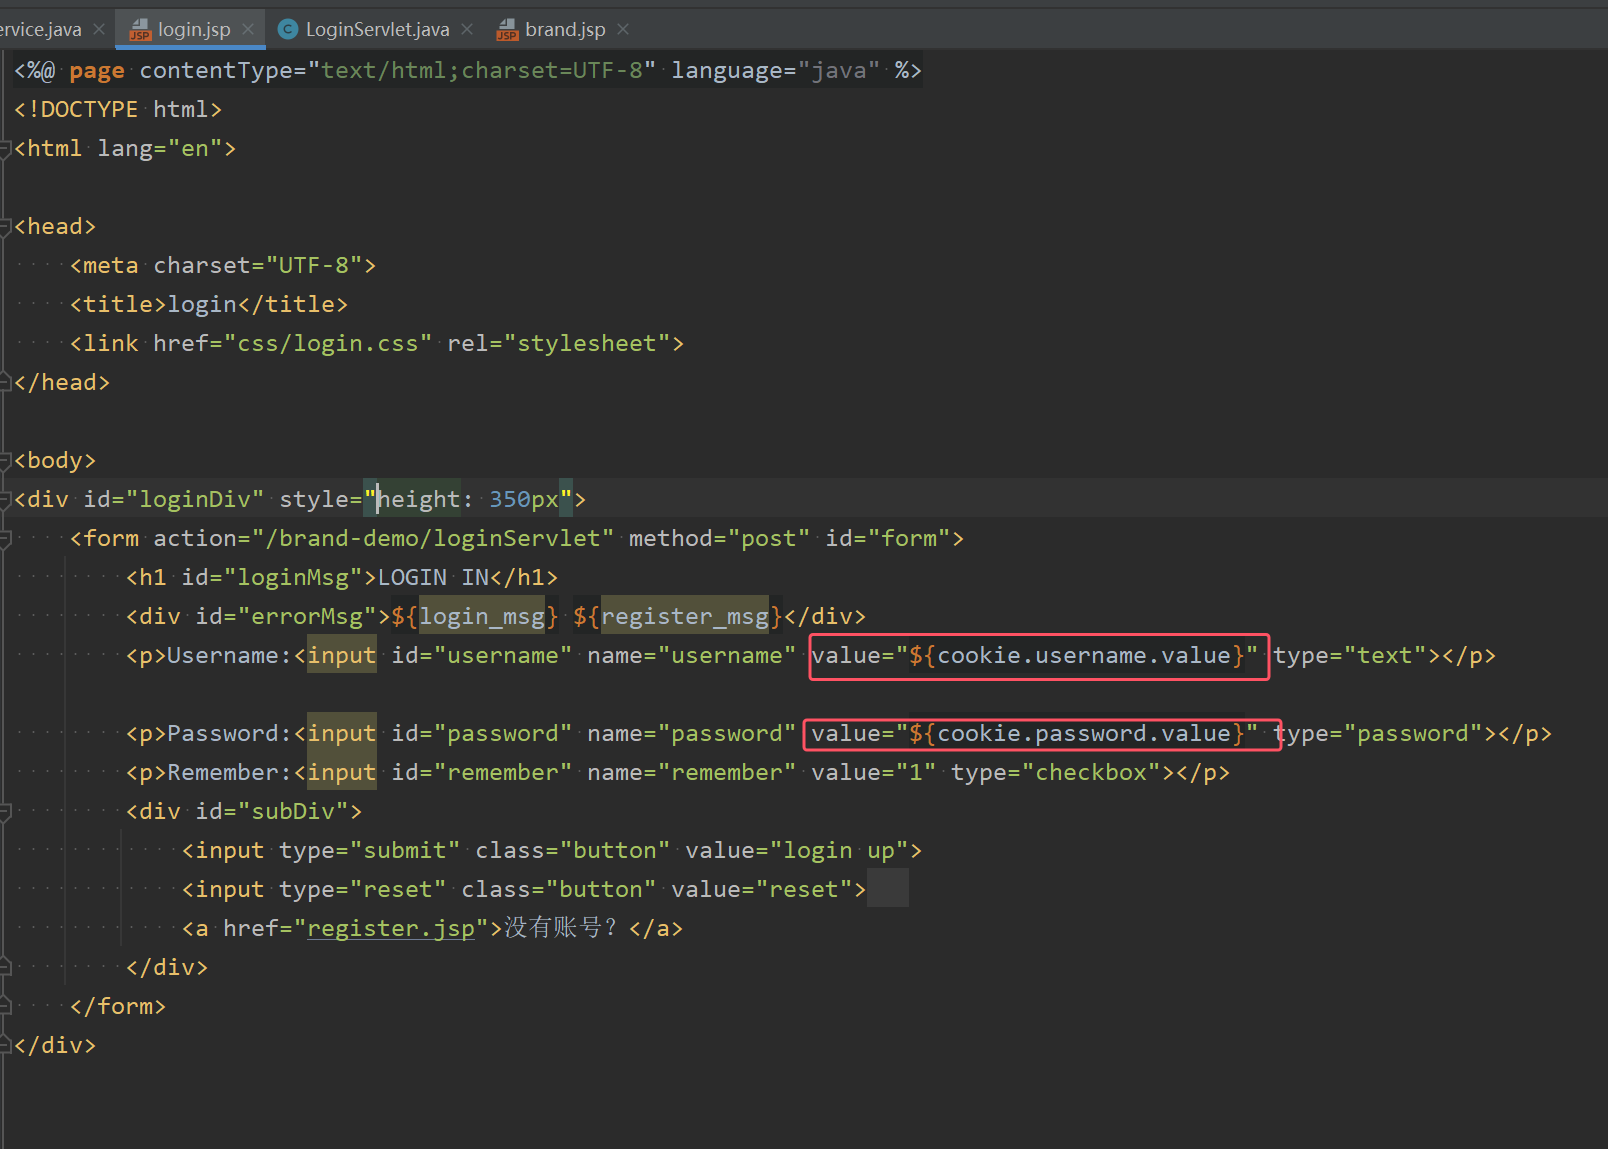 ervice.java login.jsp LoginServlet.java brand.jsp
<%@ page contentType="text/html;charset=UTF-8" language="java" %>
<!DOCTYPE html>
<html lang="en">
<head>
<meta charset="UTF-8">
<title>login</title>
<link href="css/login.css" rel="stylesheet">
</head>
<body>
<div id="loginDiv" style="height: 350px">
<form action="/brand-demo/loginServlet" method="post" id="form">
<h1 id="loginMsg">LOGIN IN</h1>
<div id="errorMsg">${login_msg} ${register_msg}</div>
<p>Username:<input id="username" name="username" value="${cookie.username.value}" type="text"></p>
<p>Password:<input id="password" name="password" value="${cookie.password.value}" type="password"></p>
<p>Remember:<input id="remember" name="remember" value="1" type="checkbox"></p>
<div id="subDiv">
<input type="submit" class="button" value="login up">
<input type="reset" class="button" value="reset">
<a href="register.jsp">没有账号？</a>
</div>
</form>
</div>